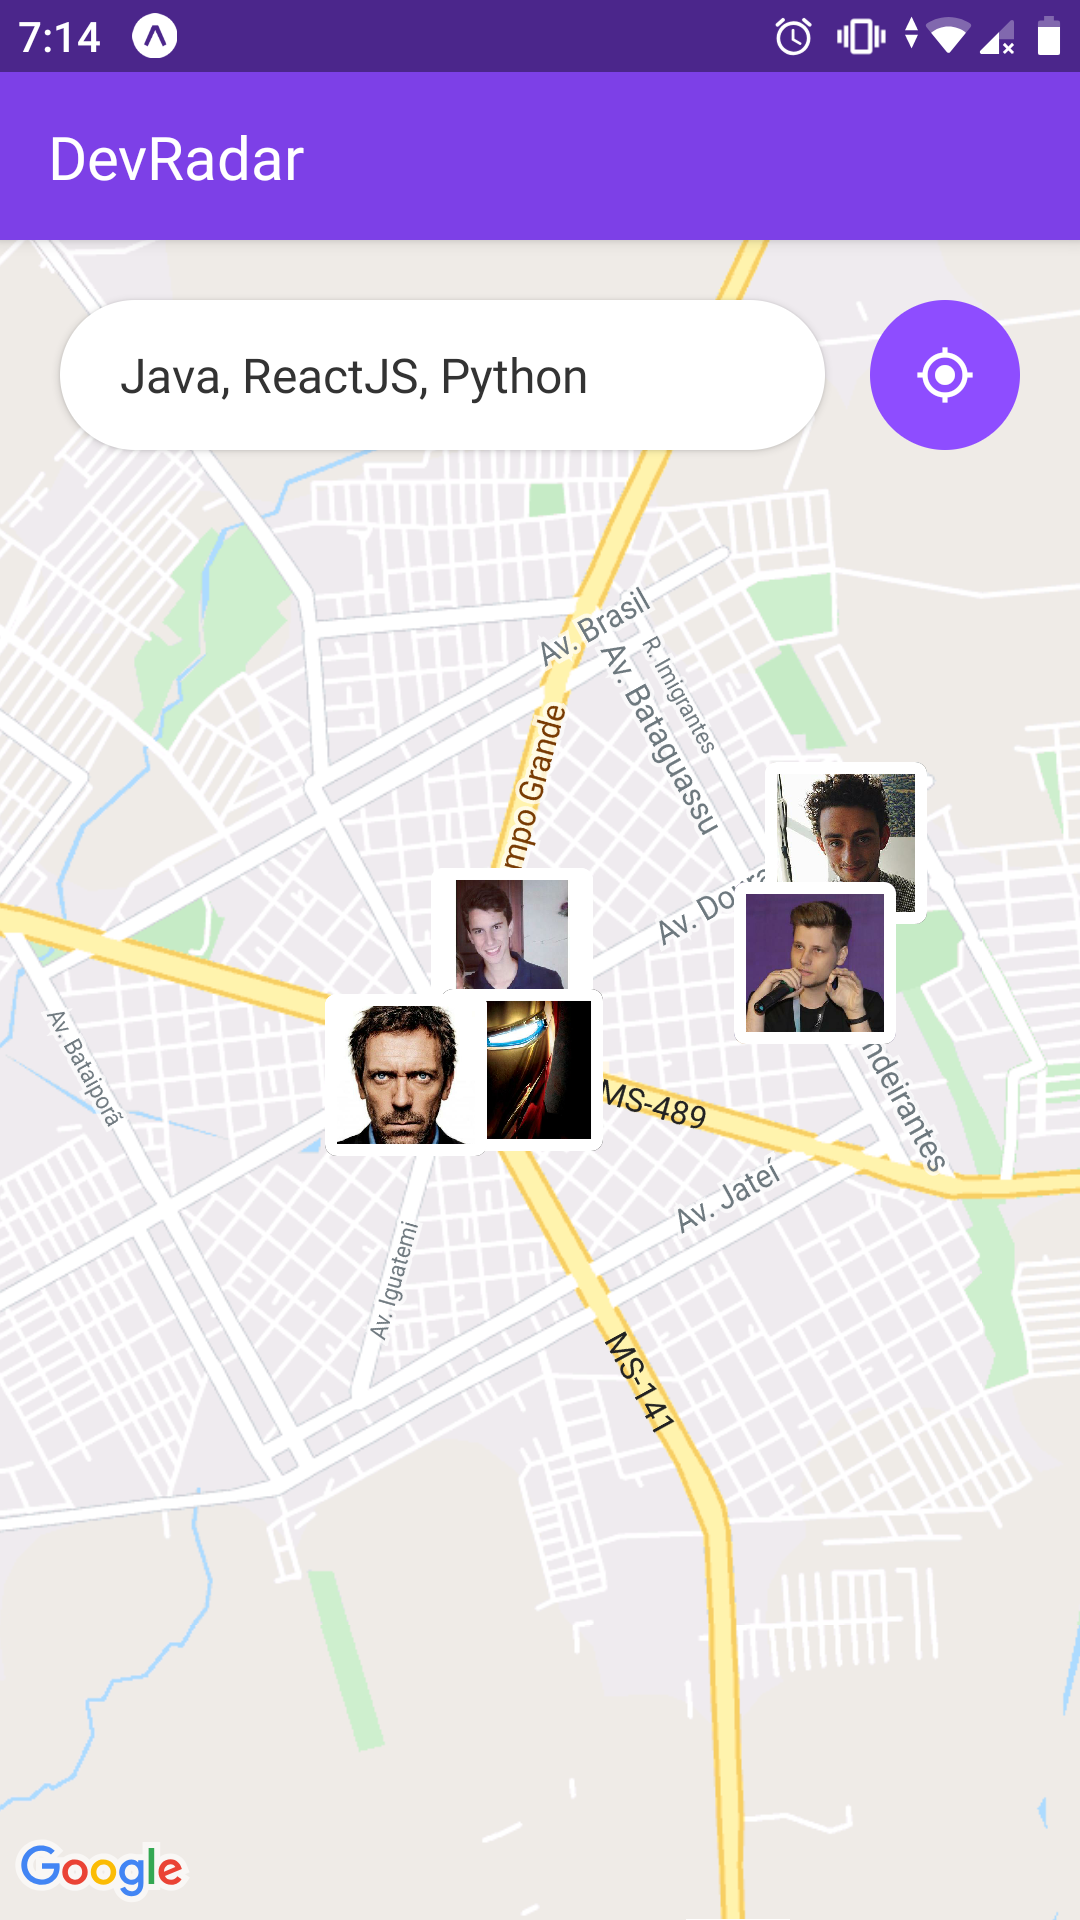 7:14
DevRadar
Java, ReactJS, Python
Av. Brasil
R. Imigrantes
Av. Bataguassu
mpo Grande
Av. Dour
Av. Bataiporã
MS-489
ndeirantes
Av. Jateí
Av. Iguatemi
MS-141
Google